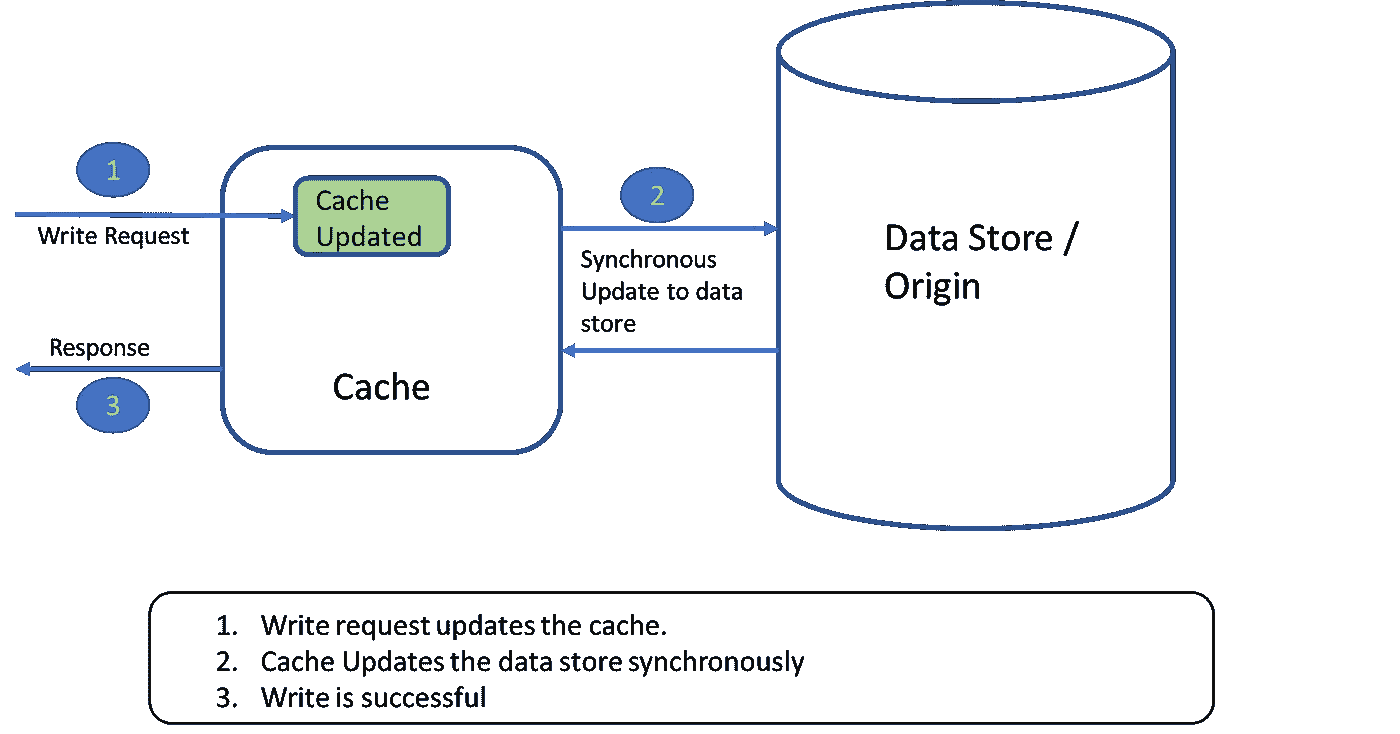 1
Write Request
Cache
Updated
2
Synchronous
Update to data
store
Data Store /
Origin
Response
3
Cache
1. Write request updates the cache.
2. Cache Updates the data store synchronously
3. Write is successful